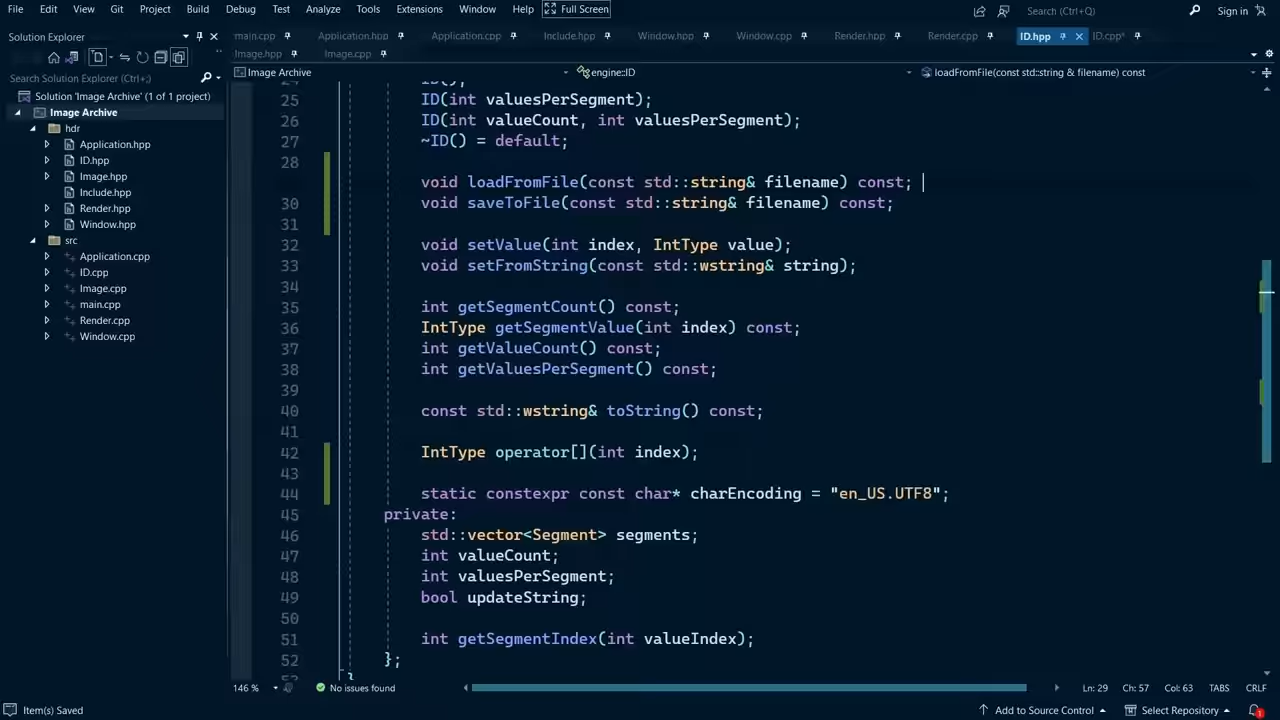 File Edit View Git Project Build Debug Test Analyze Tools Extensions Window Help Full Screen Search (Ctrl+Q) Sign in
Solution Explorer
main.cpp Application.hpp Application.cpp Include.hpp Window.hpp Window.cpp Render.hpp Render.cpp ID.hpp ID.cpp*
Image.hpp Image.cpp
Search Solution Explorer (Ctrl+;)
Image Archive engine::ID loadFromFile(const std::string & filename) const
Solution 'Image Archive' (1 of 1 project)
Image Archive
hdr
Application.hpp
ID.hpp
Image.hpp
Include.hpp
Render.hpp
Window.hpp
src
Application.cpp
ID.cpp
Image.cpp
main.cpp
Render.cpp
Window.cpp
24 ID();
25 ID(int valuesPerSegment);
26 ID(int valueCount, int valuesPerSegment);
27 ~ID() = default;
28
void loadFromFile(const std::string& filename) const;
30 void saveToFile(const std::string& filename) const;
31
32 void setValue(int index, IntType value);
33 void setFromString(const std::wstring& string);
34
35 int getSegmentCount() const;
36 IntType getSegmentValue(int index) const;
37 int getValueCount() const;
38 int getValuesPerSegment() const;
39
40 const std::wstring& toString() const;
41
42 IntType operator[](int index);
43
44 static constexpr const char* charEncoding = "en_US.UTF8";
45 private:
46 std::vector<Segment> segments;
47 int valueCount;
48 int valuesPerSegment;
49 bool updateString;
50
51 int getSegmentIndex(int valueIndex);
52 };
53 }
146 % No issues found Ln: 29 Ch: 57 Col: 63 TABS CRLF
Item(s) Saved Add to Source Control Select Repository 1